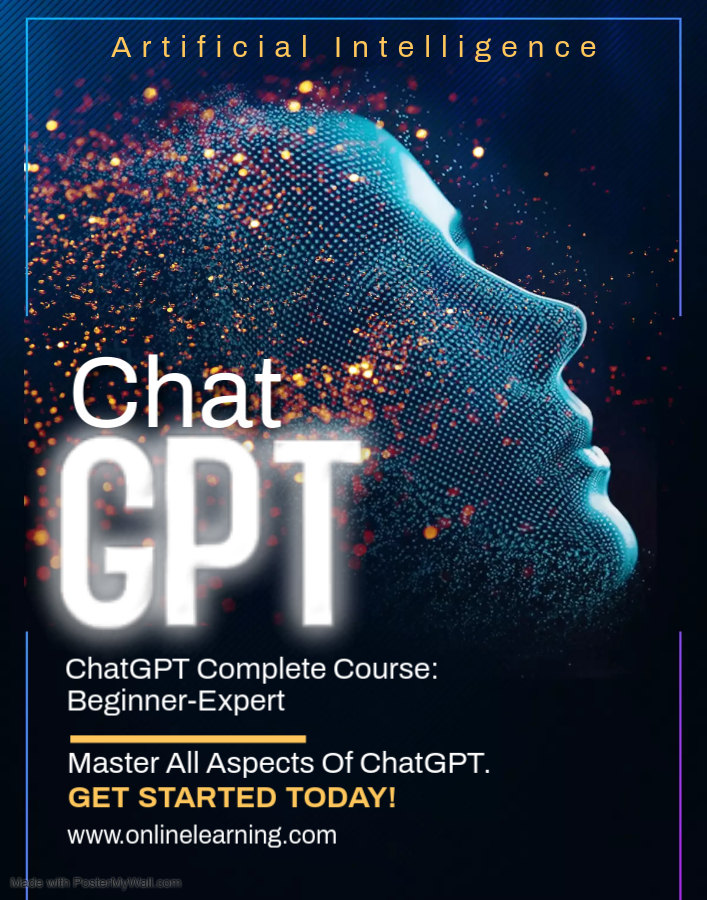 Artificial Intelligence
Chat
GPT
ChatGPT Complete Course:
Beginner-Expert
Master All Aspects Of ChatGPT.
GET STARTED TODAY!
www.onlinelearning.com
Made with PosterMyWall.com